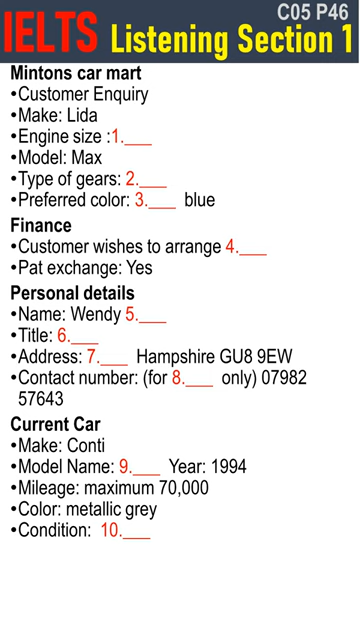 C05 P46
IELTS Listening Section 1
Mintons car mart
•Customer Enquiry
•Make: Lida
•Engine size :1.___
•Model: Max
•Type of gears: 2.___
•Preferred color: 3.___ blue
Finance
•Customer wishes to arrange 4.___
•Pat exchange: Yes
Personal details
•Name: Wendy 5.___
•Title: 6.___
•Address: 7.___ Hampshire GU8 9EW
•Contact number: (for 8.___ only) 07982
57643
Current Car
•Make: Conti
•Model Name: 9.___ Year: 1994
•Mileage: maximum 70,000
•Color: metallic grey
•Condition: 10.___